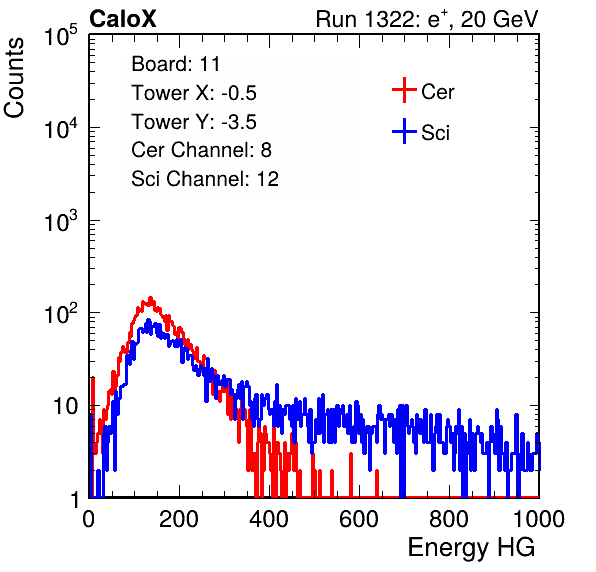 CaloX Run 1322: e⁺, 20 GeV
Counts
Board: 11
Tower X: -0.5
Tower Y: -3.5
Cer Channel: 8
Sci Channel: 12
Cer
Sci
10⁵
10⁴
10³
10²
10
1
0 200 400 600 800 1000
Energy HG